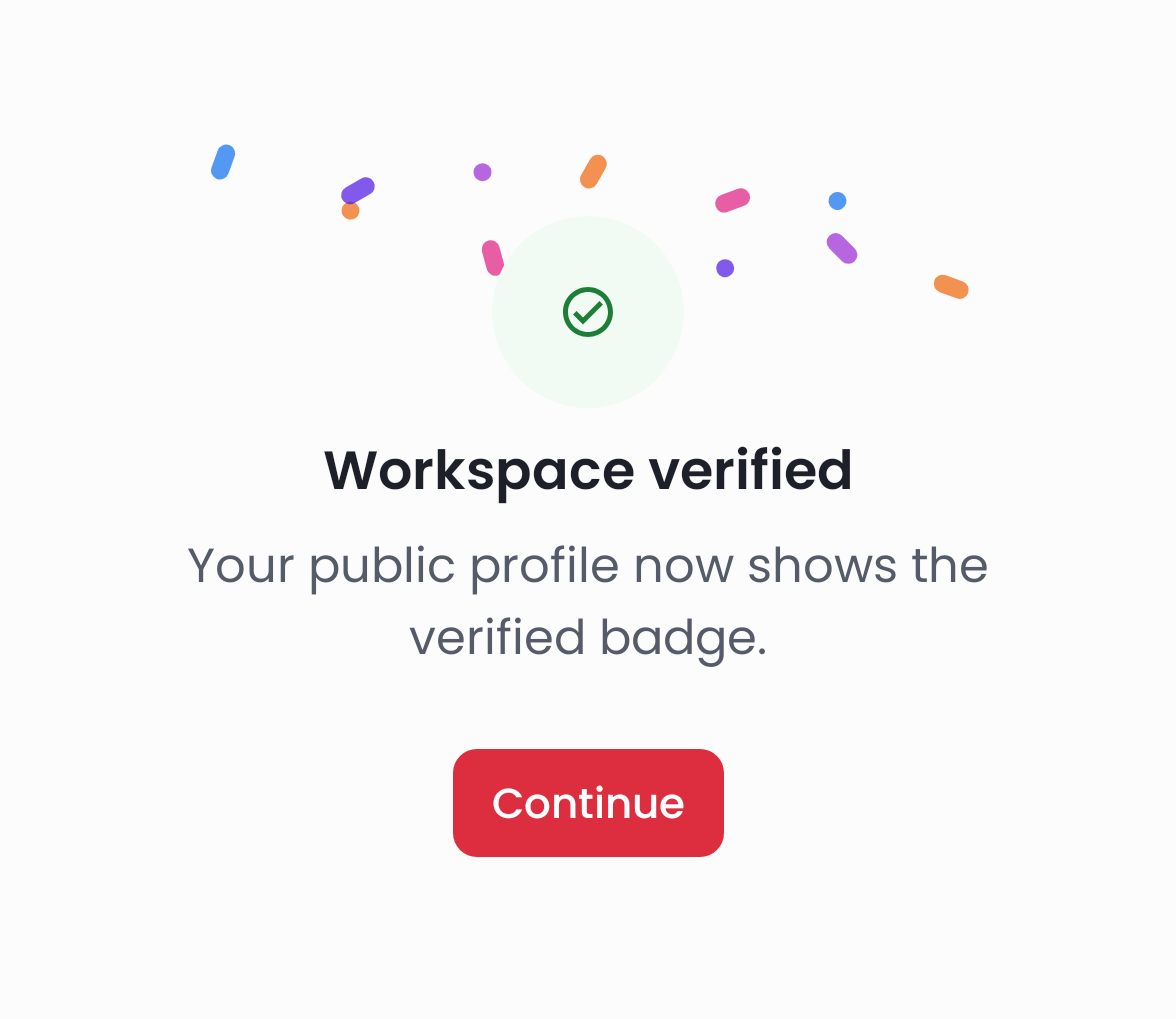 Workspace verified
Your public profile now shows the
verified badge.
Continue